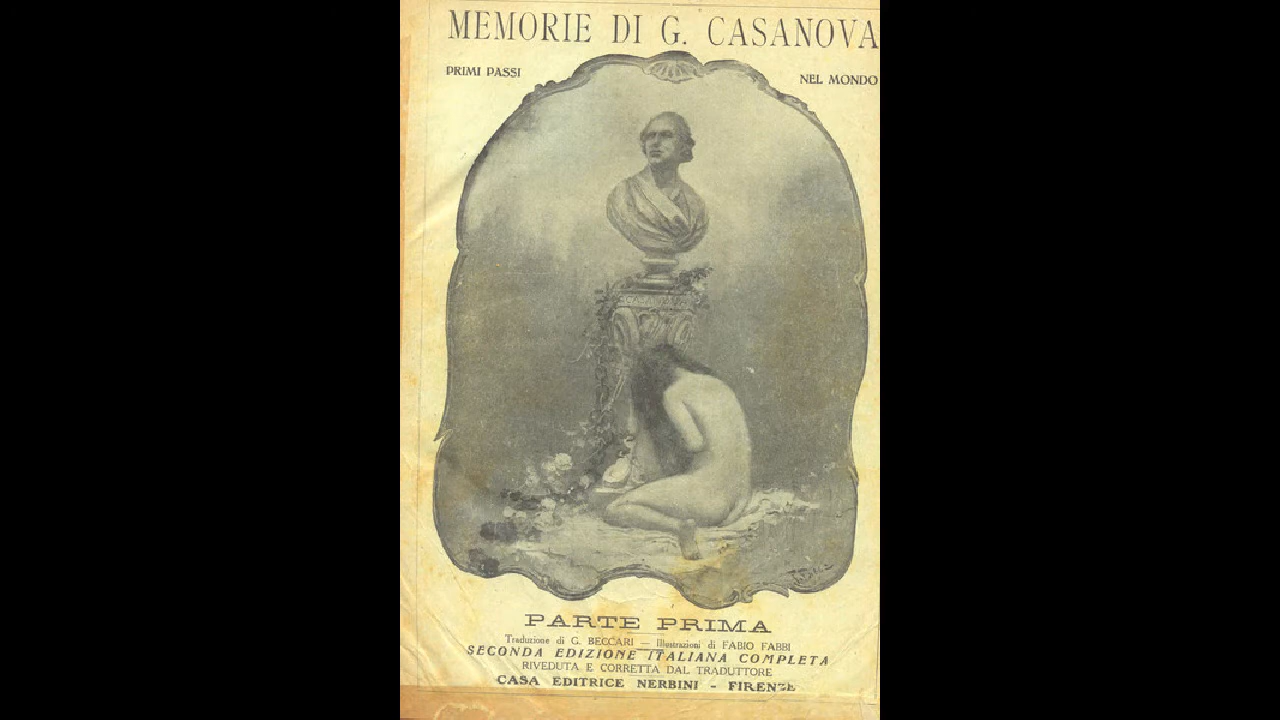 MEMORIE DI G. CASANOVA
PRIMI PASSI
NEL MONDO
PARTE PRIMA
Traduzione di G. BECCARI — Illustrazioni di FABIO FABBI
SECONDA EDIZIONE ITALIANA COMPLETA
RIVEDUTA E CORRETTA DAL TRADUTTORE
CASA EDITRICE NERBINI - FIRENZE